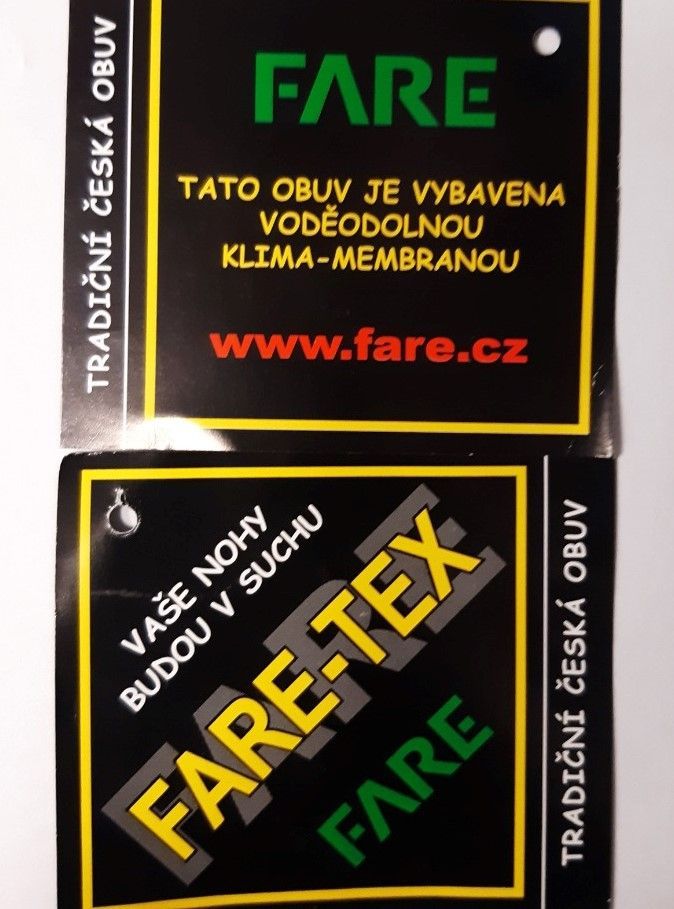 TRADIČNÍ ČESKÁ OBUV
FARE
TATO OBUV JE VYBAVENA
VODĚODOLNOU
KLIMA-MEMBRANOU
www.fare.cz
VAŠE NOHY
BUDOU V SUCHU
FARE
FARE-TEX
FARE
TRADIČNÍ ČESKÁ OBUV